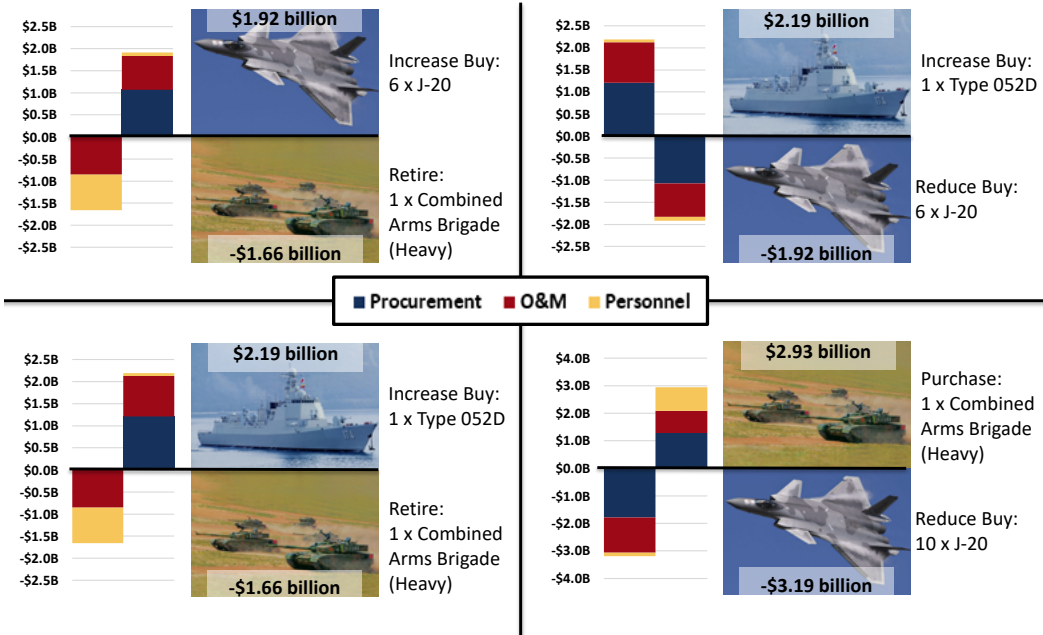 $2.5B
$2.0B
$1.5B
$1.0B
$0.5B
$0.0B
-$0.5B
-$1.0B
-$1.5B
-$2.0B
-$2.5B
$1.92 billion
Increase Buy:
6 x J-20
Retire:
1 x Combined
Arms Brigade
(Heavy)
-$1.66 billion
$2.5B
$2.0B
$1.5B
$1.0B
$0.5B
$0.0B
-$0.5B
-$1.0B
-$1.5B
-$2.0B
-$2.5B
$2.19 billion
Increase Buy:
1 x Type 052D
Reduce Buy:
6 x J-20
-$1.92 billion
Procurement O&M Personnel
$2.5B
$2.0B
$1.5B
$1.0B
$0.5B
$0.0B
-$0.5B
-$1.0B
-$1.5B
-$2.0B
-$2.5B
$2.19 billion
Increase Buy:
1 x Type 052D
Retire:
1 x Combined
Arms Brigade
(Heavy)
-$1.66 billion
$4.0B
$3.0B
$2.0B
$1.0B
$0.0B
-$1.0B
-$2.0B
-$3.0B
-$4.0B
$2.93 billion
Purchase:
1 x Combined
Arms Brigade
(Heavy)
Reduce Buy:
10 x J-20
-$3.19 billion